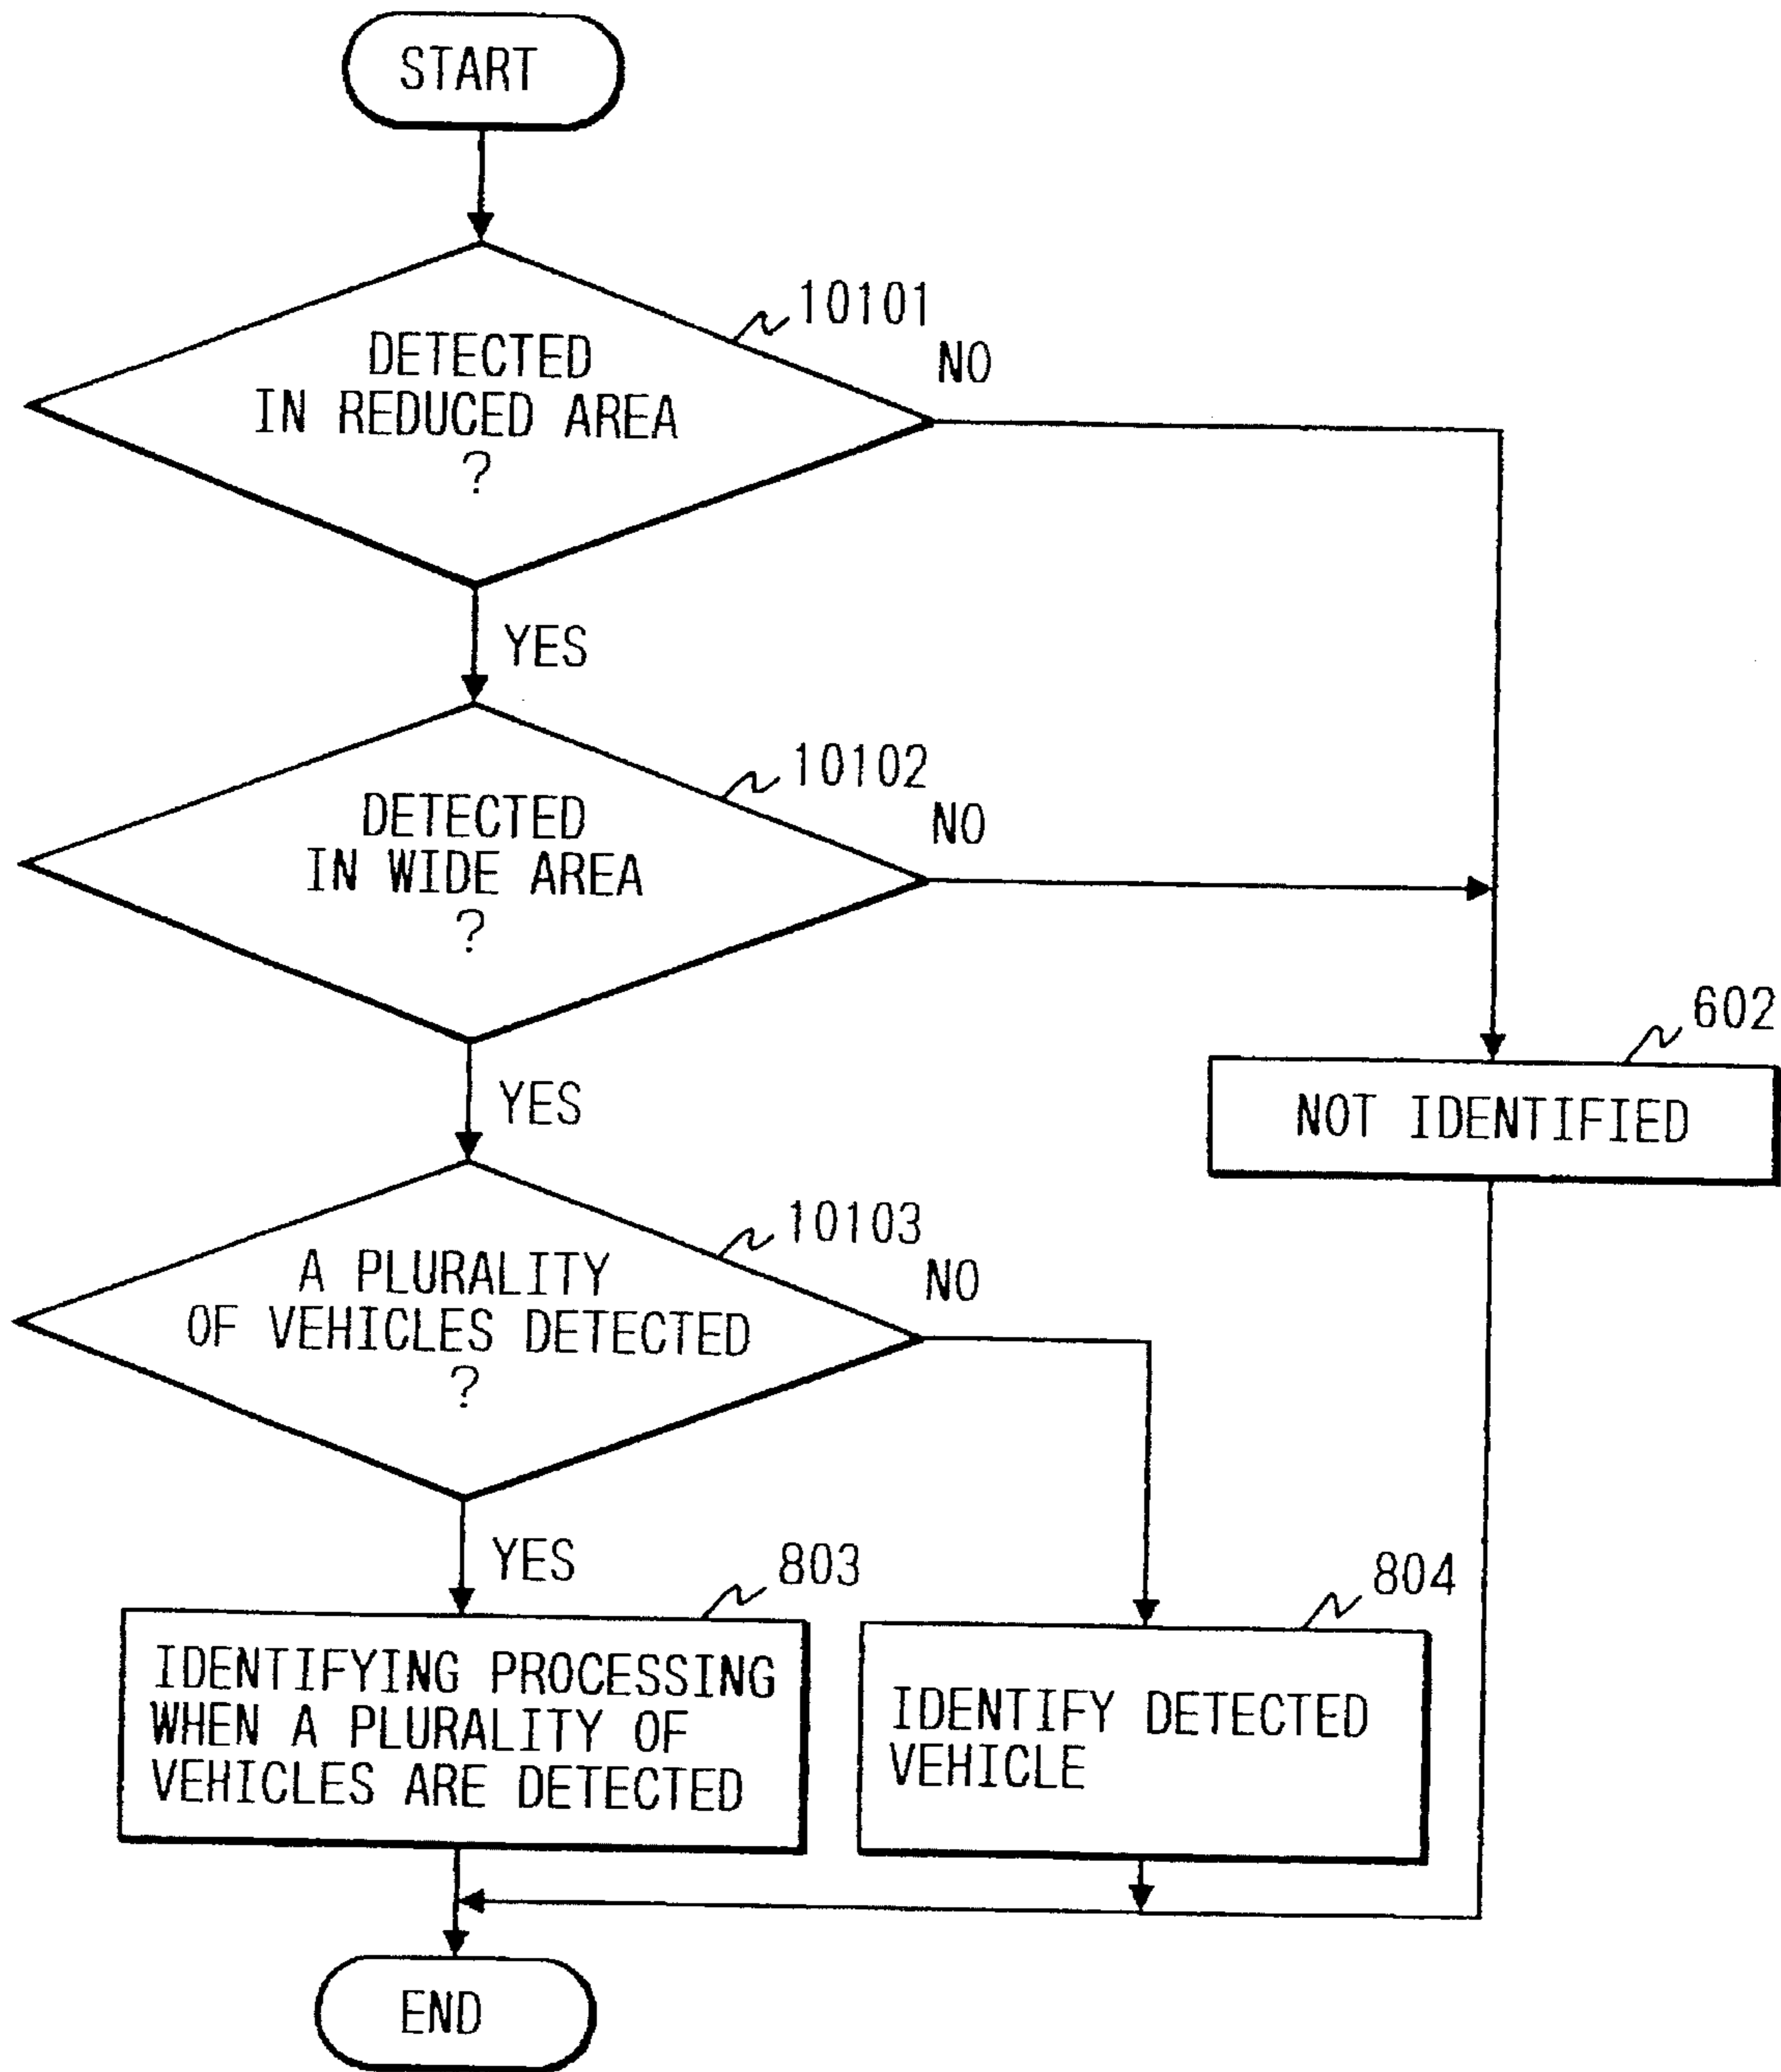 START
10101
DETECTED
IN REDUCED AREA
?
NO
YES
10102
DETECTED
IN WIDE AREA
?
NO
602
NOT IDENTIFIED
YES
10103
A PLURALITY
OF VEHICLES DETECTED
?
NO
YES
803
IDENTIFYING PROCESSING
WHEN A PLURALITY OF
VEHICLES ARE DETECTED
804
IDENTIFY DETECTED
VEHICLE
END